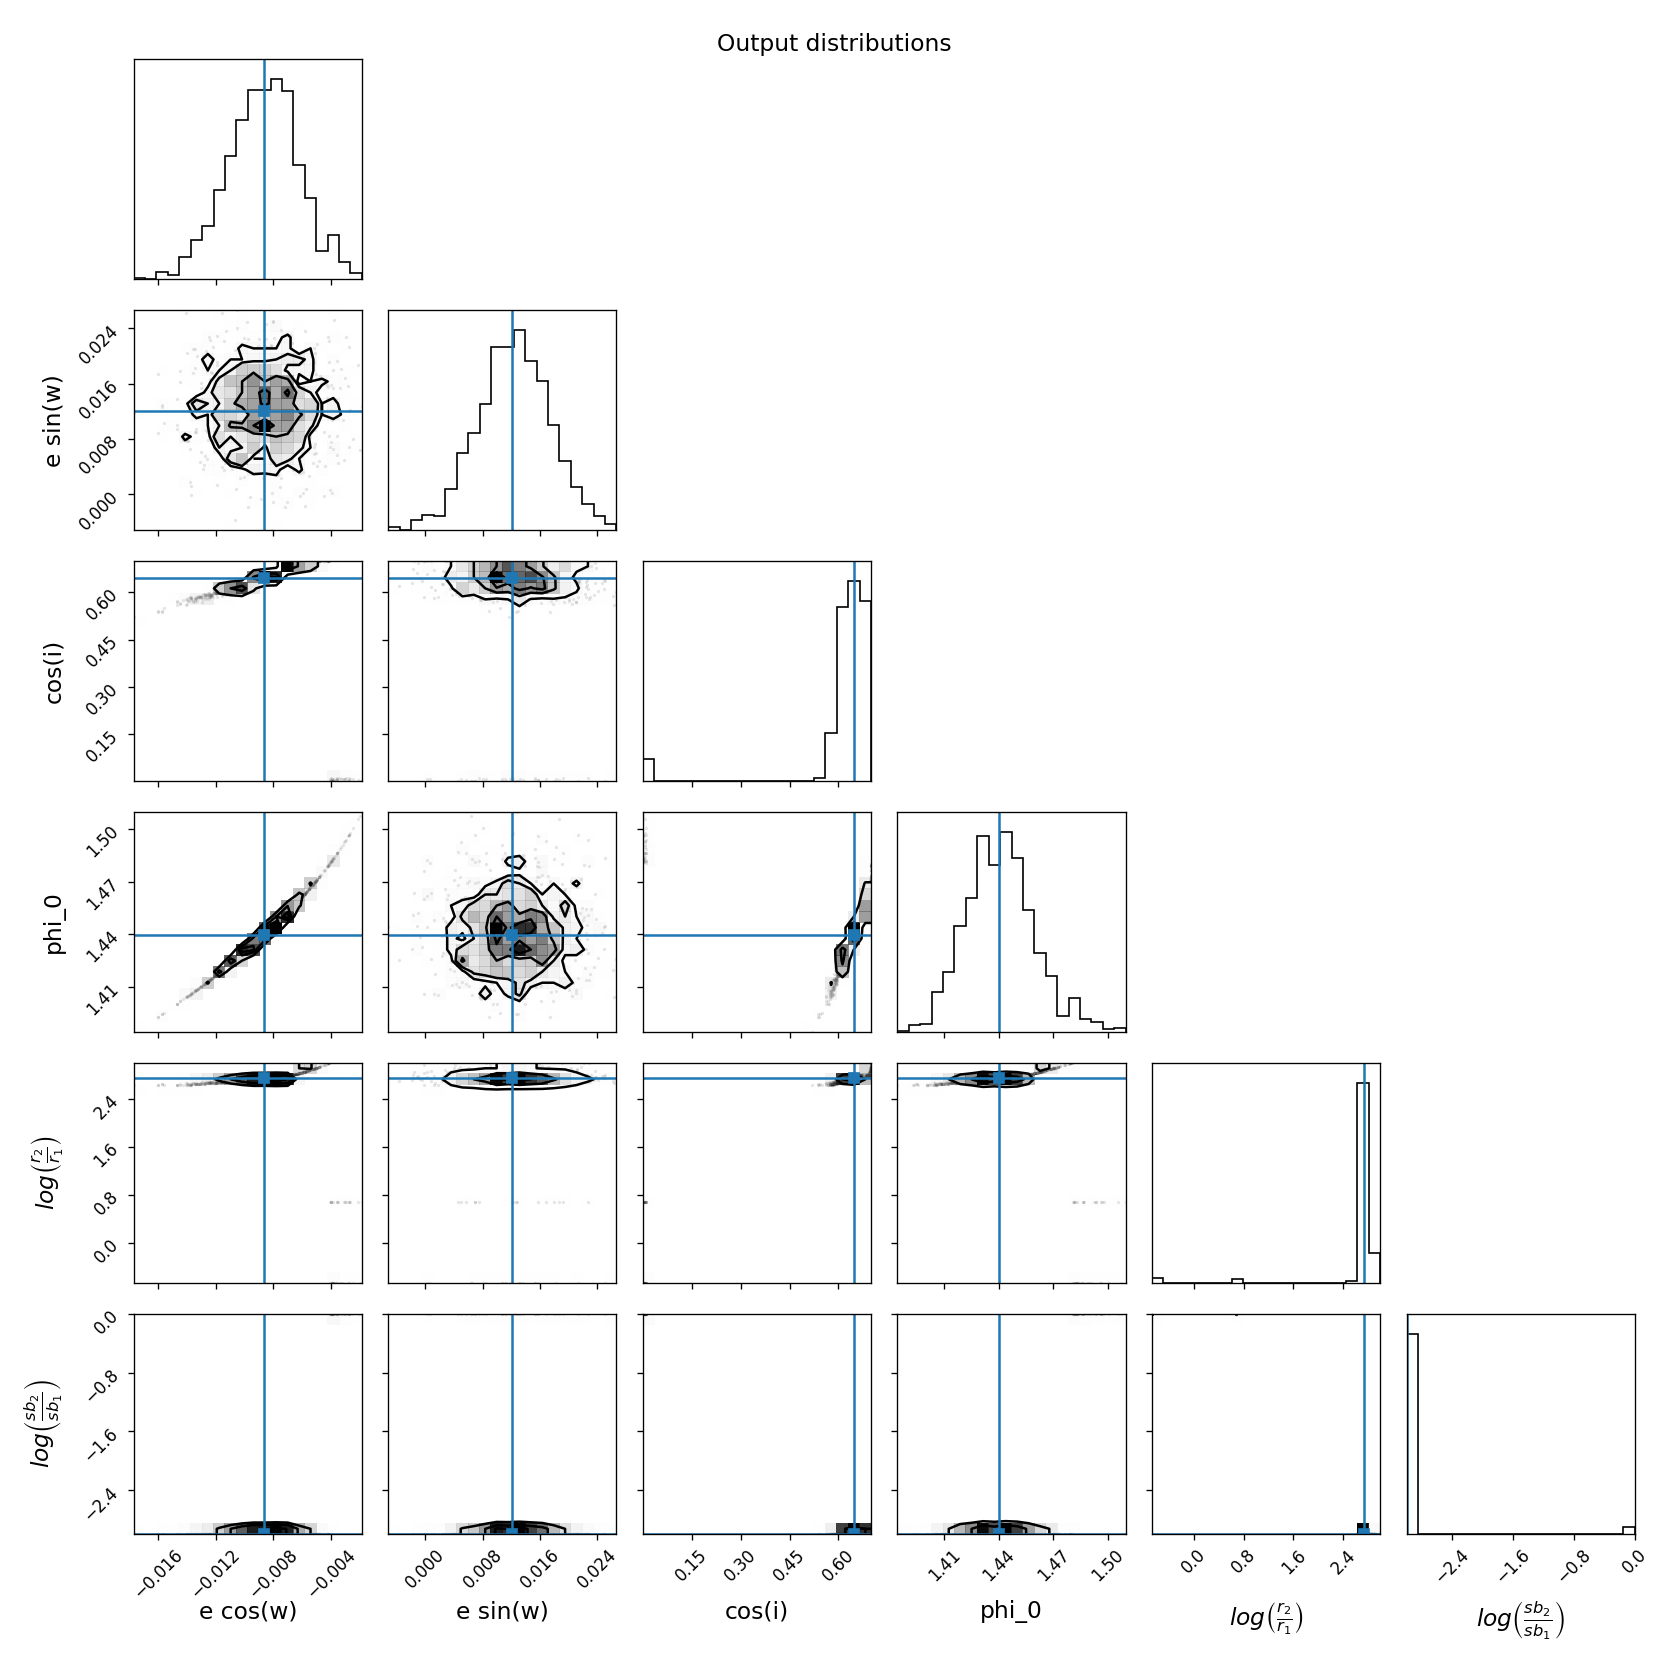 Output distributions
e sin(w)
0.024
0.016
0.008
0.000
cos(i)
0.60
0.45
0.30
0.15
phi_0
1.50
1.47
1.44
1.41
log(r₂/r₁)
2.4
1.6
0.8
0.0
log(sb₂/sb₁)
0.0
−0.8
−1.6
−2.4
−0.016 −0.012 −0.008 −0.004 0.000 0.008 0.016 0.024 0.15 0.30 0.45 0.60 1.41 1.44 1.47 1.50 0.0 0.8 1.6 2.4 −2.4 −1.6 −0.8 0.0
e cos(w) e sin(w) cos(i) phi_0 log(r₂/r₁) log(sb₂/sb₁)